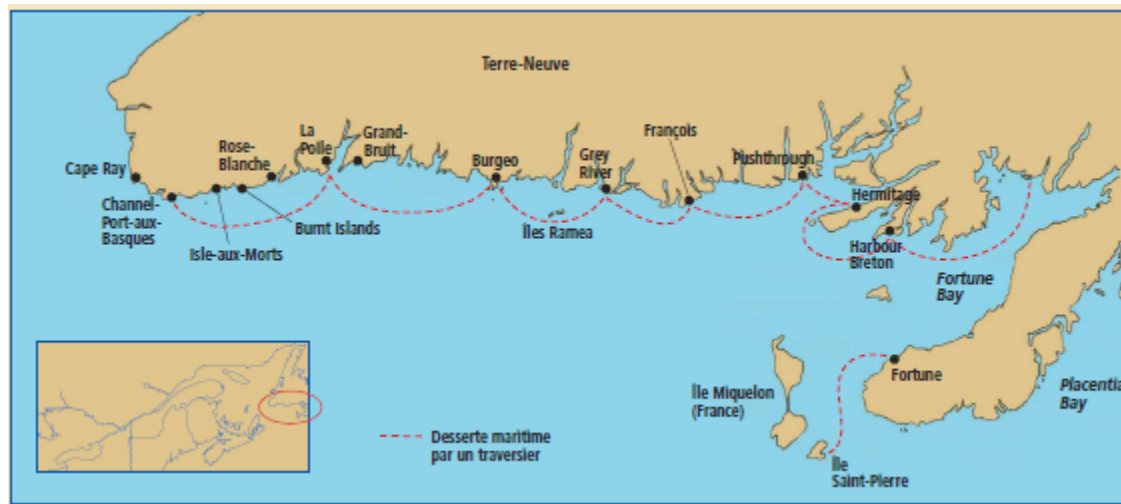 Terre-Neuve
Cape Ray
Channel-
Port-aux-
Basques
Isle-aux-Morts
Rose-
Blanche
Burnt Islands
La
Poile
Grand-
Bruit
Burgeo
Îles Ramea
Grey
River
François
Pushthrough
Hermitage
Harbour
Breton
Fortune
Bay
Fortune
Placentia
Bay
Île Miquelon
(France)
Île
Saint-Pierre
Desserte maritime
par un traversier